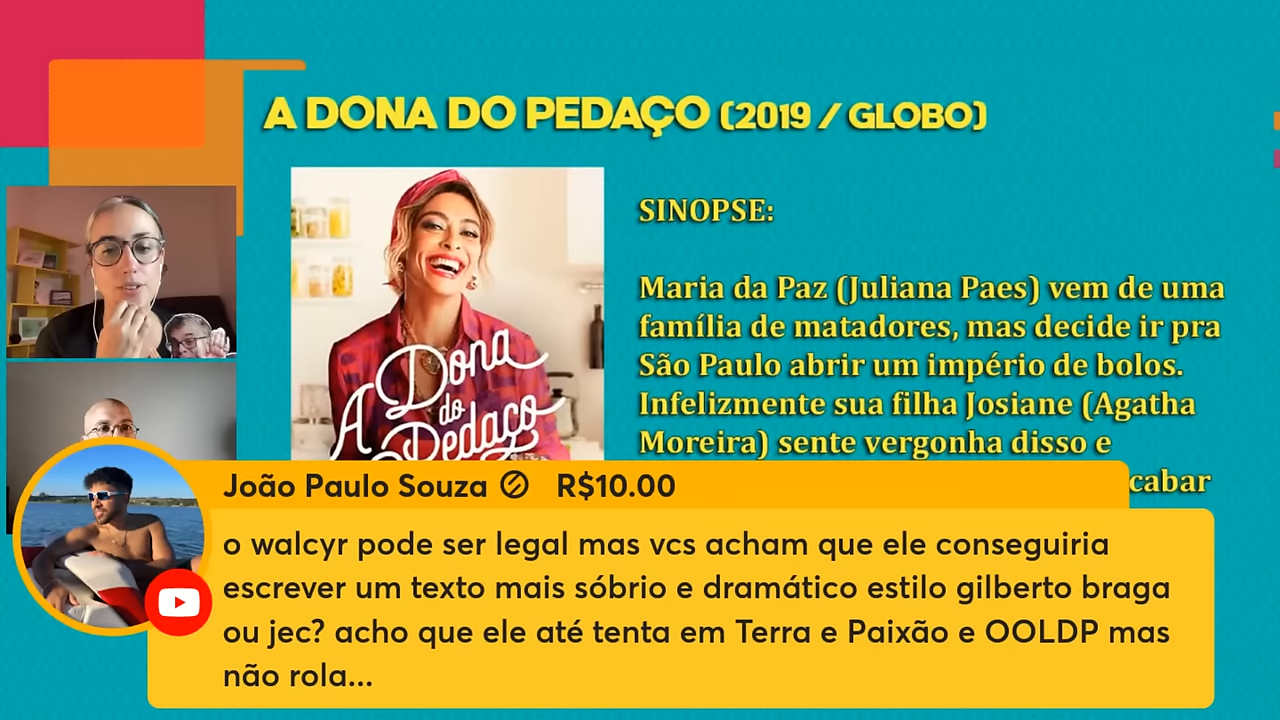 A DONA DO PEDAÇO (2019 / GLOBO)
SINOPSE:
Maria da Paz (Juliana Paes) vem de uma
família de matadores, mas decide ir pra
São Paulo abrir um império de bolos.
Infelizmente sua filha Josiane (Agatha
Moreira) sente vergonha disso e
cabar
A Dona
do
Pedaço
João Paulo Souza R$10.00
o walcyr pode ser legal mas vcs acham que ele conseguiria
escrever um texto mais sóbrio e dramático estilo gilberto braga
ou jec? acho que ele até tenta em Terra e Paixão e OOLDP mas
não rola...